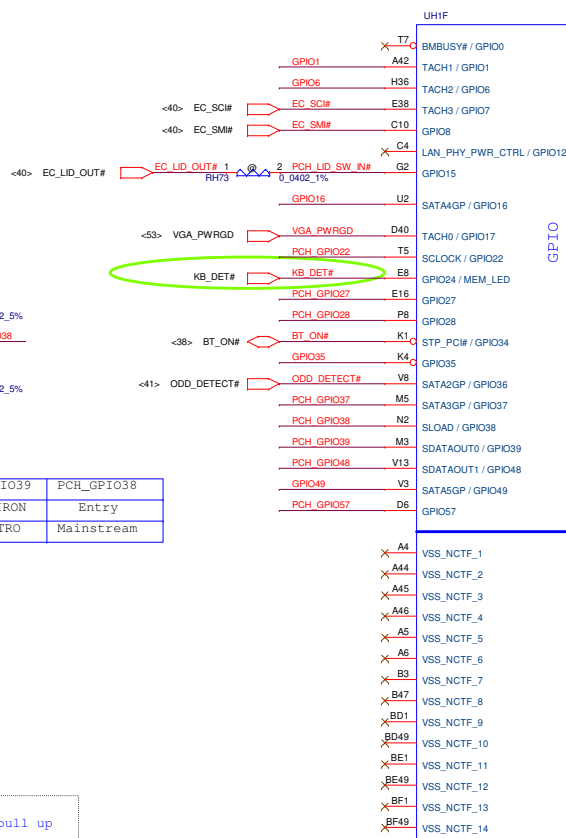 UH1F
T7 BMBUSY# / GPIO0
GPIO1 A42 TACH1 / GPIO1
GPIO6 H36 TACH2 / GPIO6
<40> EC_SCI# EC_SCI# E38 TACH3 / GPIO7
<40> EC_SMI# EC_SMI# C10 GPIO8
C4 LAN_PHY_PWR_CTRL / GPIO12
<40> EC_LID_OUT# EC_LID_OUT# 1 @ 2 PCH_LID_SW_IN# G2 GPIO15
RH73 0_0402_1%
GPIO16 U2 SATA4GP / GPIO16
<53> VGA_PWRGD VGA_PWRGD D40 TACH0 / GPIO17
PCH_GPIO22 T5 SCLOCK / GPIO22
KB_DET# KB_DET# E8 GPIO24 / MEM_LED
PCH_GPIO27 E16 GPIO27
PCH_GPIO28 P8 GPIO28
<38> BT_ON# BT_ON# K1 STP_PCI# / GPIO34
GPIO35 K4 GPIO35
<41> ODD_DETECT# ODD_DETECT# V8 SATA2GP / GPIO36
PCH_GPIO37 M5 SATA3GP / GPIO37
PCH_GPIO38 N2 SLOAD / GPIO38
PCH_GPIO39 M3 SDATAOUT0 / GPIO39
PCH_GPIO48 V13 SDATAOUT1 / GPIO48
GPIO49 V3 SATA5GP / GPIO49
PCH_GPIO57 D6 GPIO57
GPIO
2_5%
38
2_5%
IO39 PCH_GPIO38
IRON Entry
TRO Mainstream
A4 VSS_NCTF_1
A44 VSS_NCTF_2
A45 VSS_NCTF_3
A46 VSS_NCTF_4
A5 VSS_NCTF_5
A6 VSS_NCTF_6
B3 VSS_NCTF_7
B47 VSS_NCTF_8
BD1 VSS_NCTF_9
BD49 VSS_NCTF_10
BE1 VSS_NCTF_11
BE49 VSS_NCTF_12
BF1 VSS_NCTF_13
BF49 VSS_NCTF_14
pull up